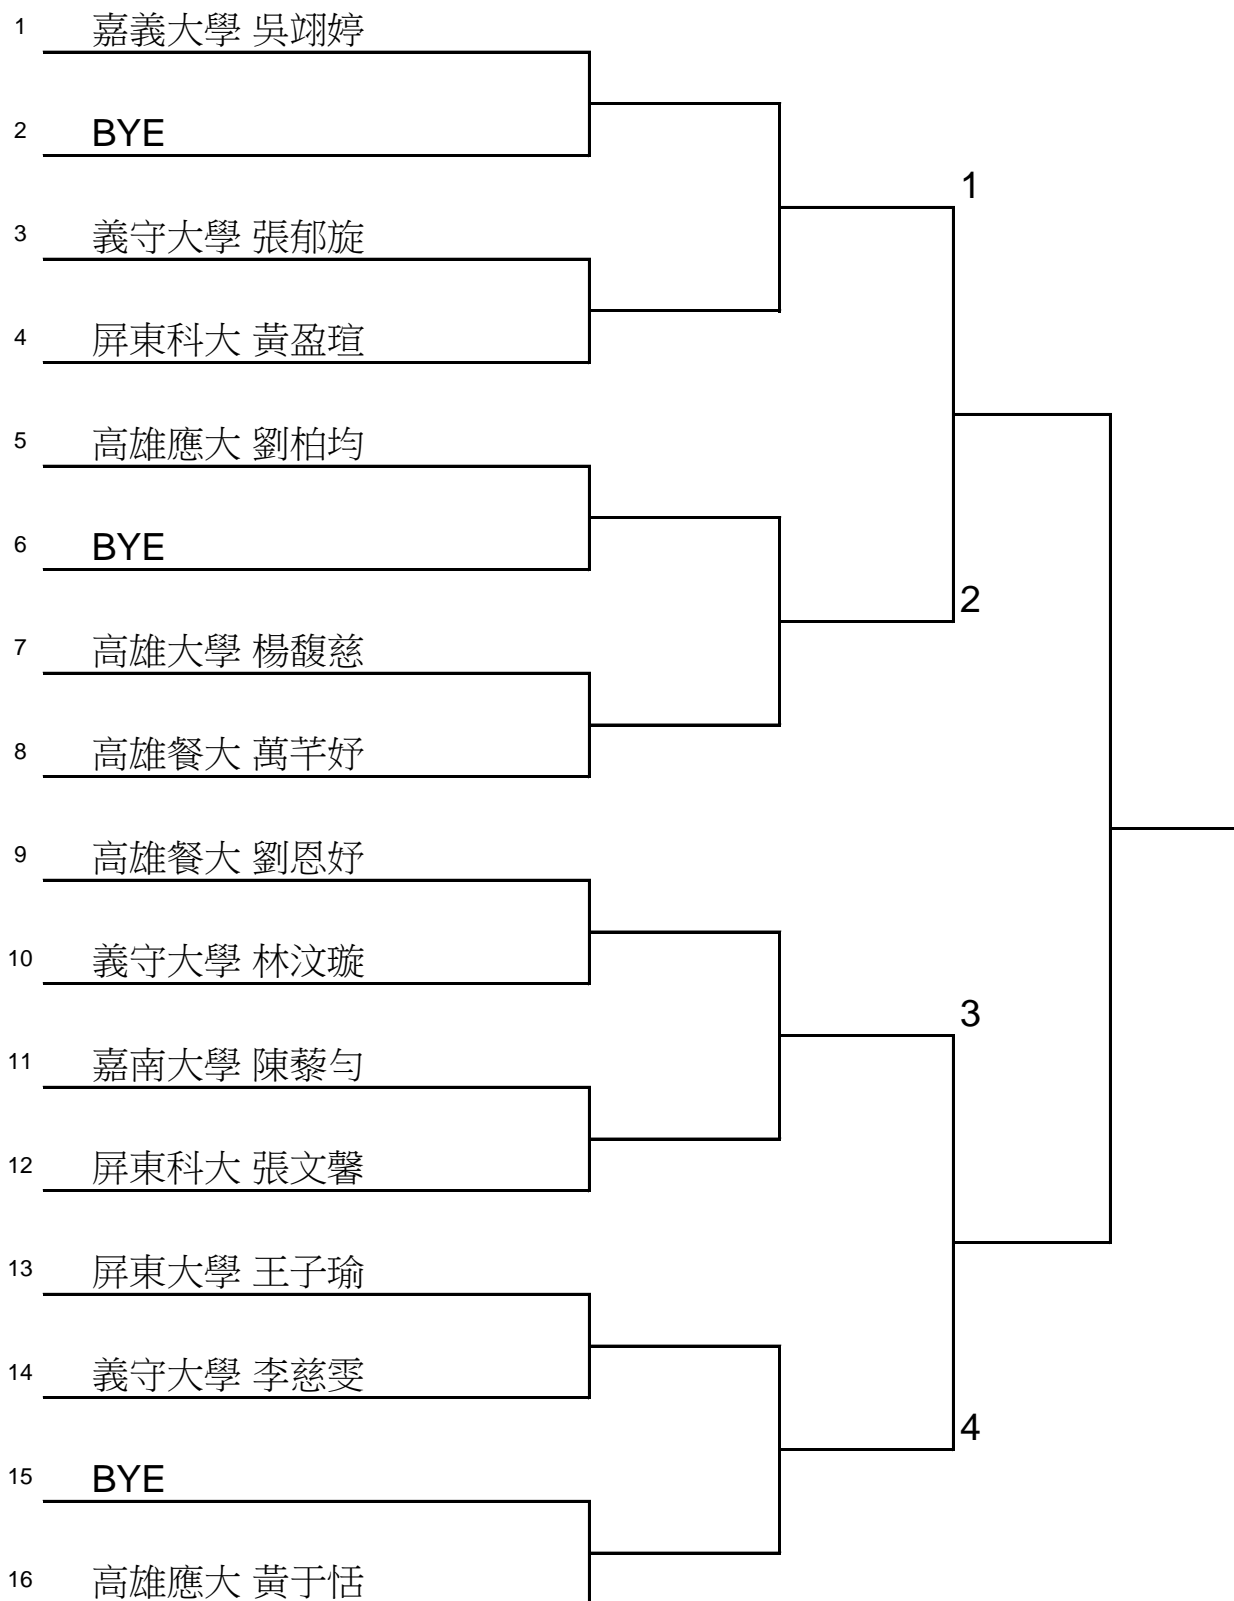 1 嘉義大學 吳翊婷
2 BYE
1
3 義守大學 張郁旋
4 屏東科大 黃盈瑄
5 高雄應大 劉柏均
6 BYE
2
7 高雄大學 楊馥慈
8 高雄餐大 萬芊妤
9 高雄餐大 劉恩妤
10 義守大學 林汶璇
3
11 嘉南大學 陳藜勻
12 屏東科大 張文馨
13 屏東大學 王子瑜
14 義守大學 李慈雯
4
15 BYE
16 高雄應大 黃于恬